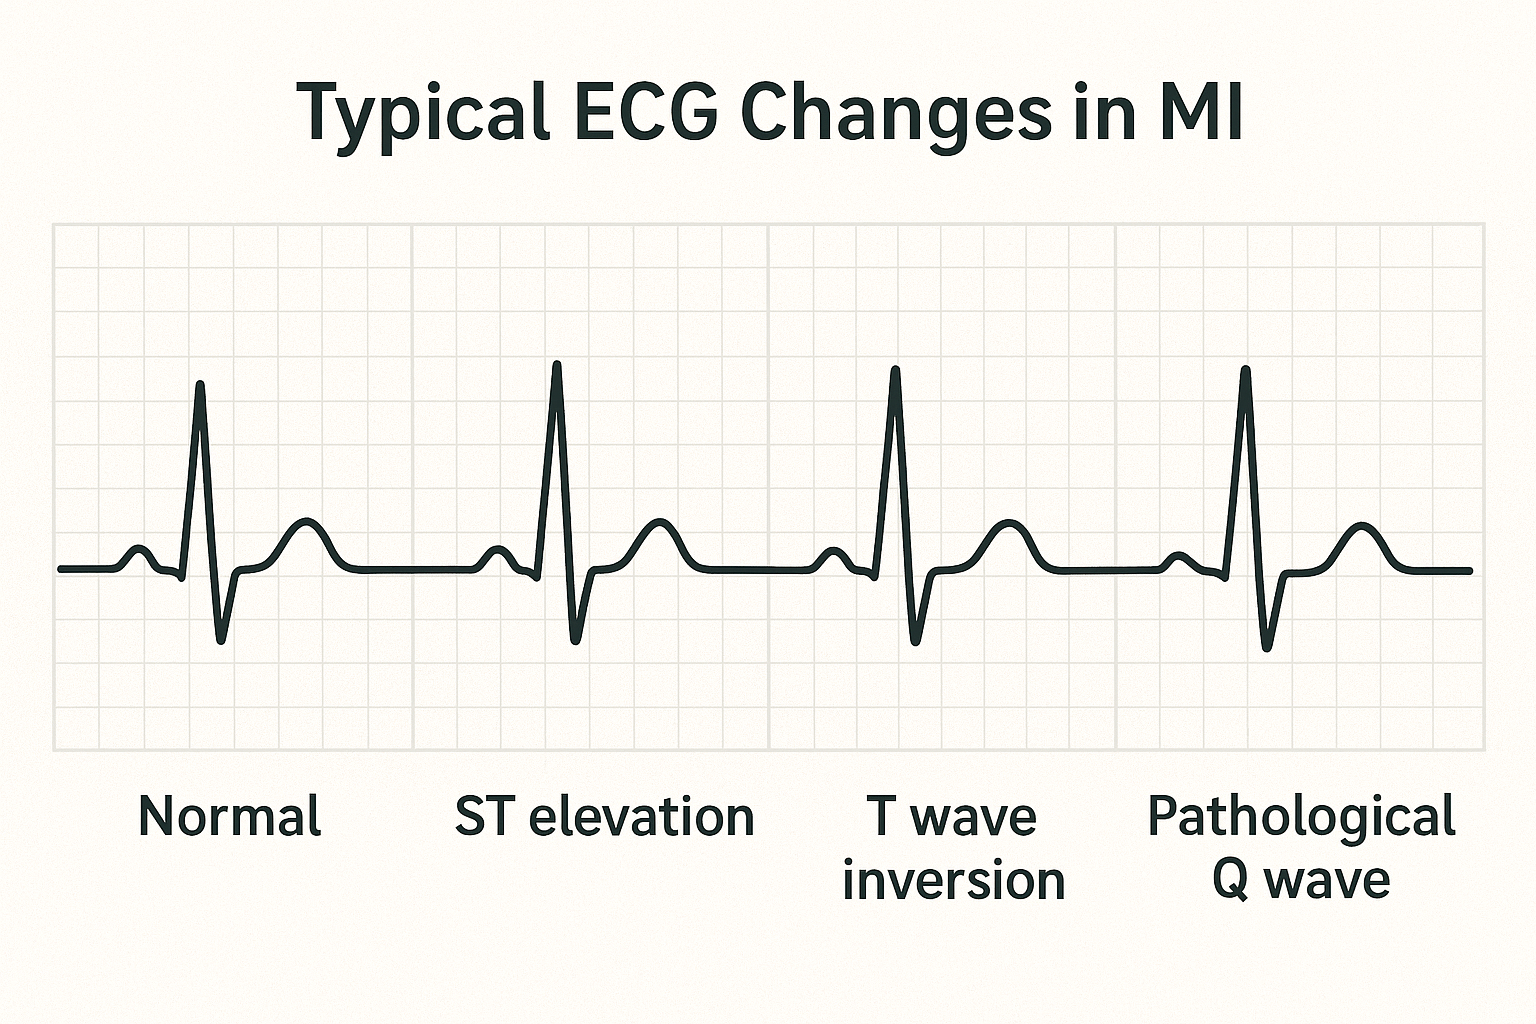 Typical ECG Changes in MI
Normal
ST elevation
T wave
inversion
Pathological
Q wave